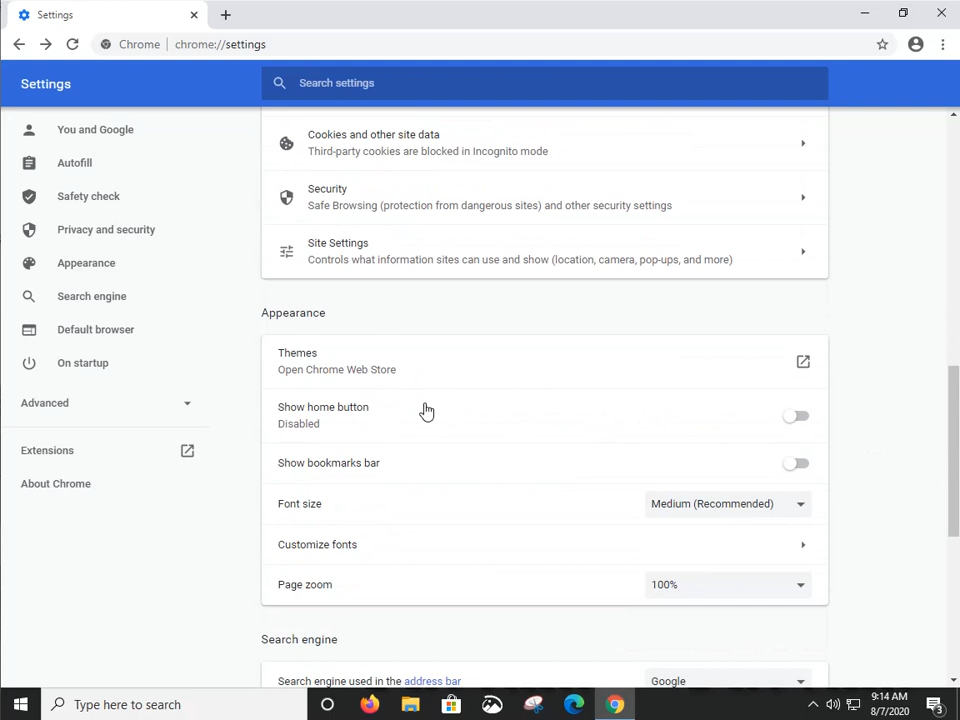 Settings
Chrome
chrome://settings
Settings
Search settings
You and Google
Autofill
Safety check
Privacy and security
Appearance
Search engine
Default browser
On startup
Advanced
Extensions
About Chrome
Cookies and other site data
Third-party cookies are blocked in Incognito mode
Security
Safe Browsing (protection from dangerous sites) and other security settings
Site Settings
Controls what information sites can use and show (location, camera, pop-ups, and more)
Appearance
Themes
Open Chrome Web Store
Show home button
Disabled
Show bookmarks bar
Font size
Medium (Recommended)
Customize fonts
Page zoom
100%
Search engine
Search engine used in the address bar
Google
Type here to search
9:14 AM
8/7/2020
3